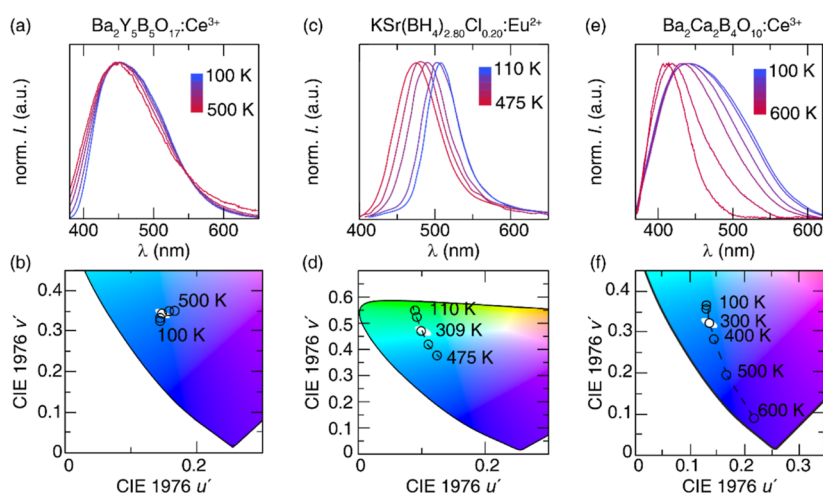 (a) Ba₂Y₅B₅O₁₇:Ce³⁺
norm. I. (a.u.)
100 K
500 K
400 500 600
λ (nm)
(c) KSr(BH₄)₂.₈₀Cl₀.₂₀:Eu²⁺
norm. I. (a.u.)
110 K
475 K
400 500 600
λ (nm)
(e) Ba₂Ca₂B₄O₁₀:Ce³⁺
norm. I. (a.u.)
100 K
600 K
400 500 600
λ (nm)
(b)
CIE 1976 v′
0.4
0.3
0.2
0.1
0
500 K
100 K
0 0.2
CIE 1976 u′
(d)
CIE 1976 v′
0.6
0.5
0.4
0.3
0.2
0.1
0
110 K
309 K
475 K
0 0.2
CIE 1976 u′
(f)
CIE 1976 v′
0.4
0.3
0.2
0.1
0
100 K
300 K
400 K
500 K
600 K
0 0.1 0.2 0.3
CIE 1976 u′